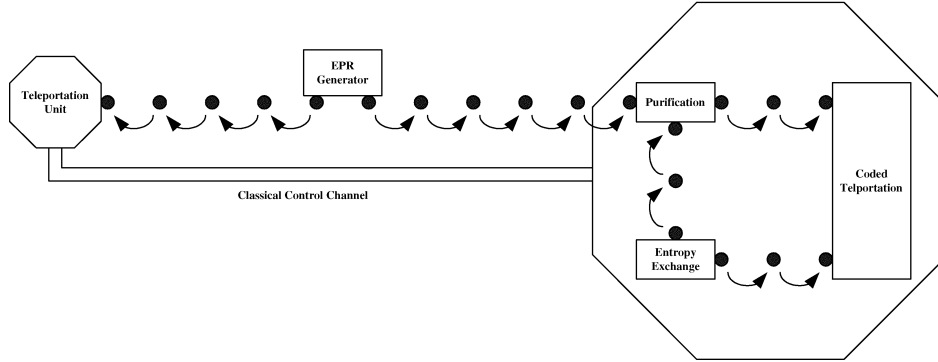 EPR
Generator
Teleportation
Unit
Purification
Classical Control Channel
Coded
Telportation
Entropy
Exchange